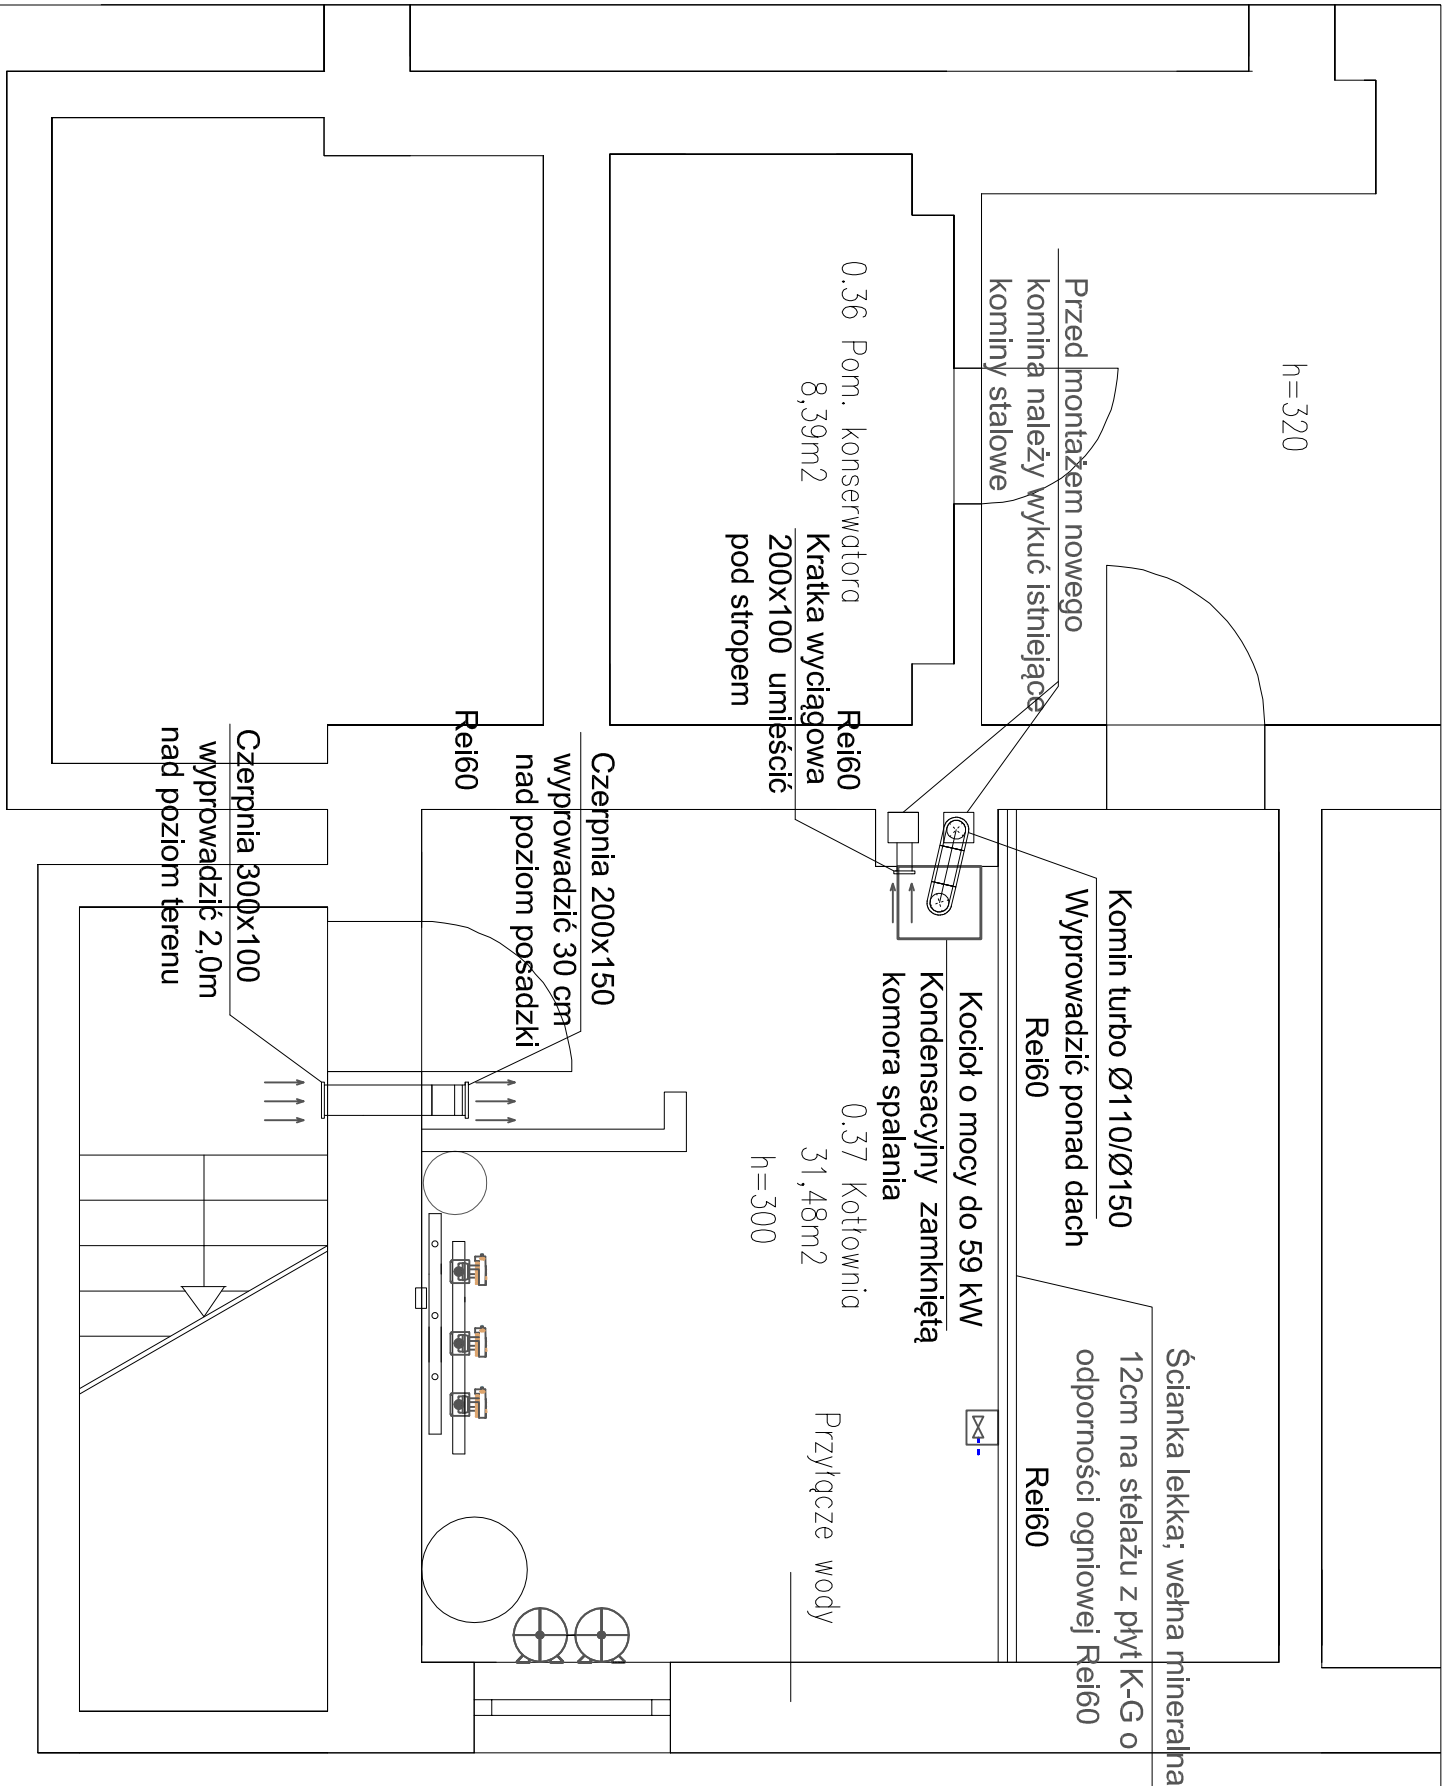 h=320
Przed montażem nowego
komina należy wykuć istniejące
kominy stalowe
0.36 Pom. konserwatora
8,39m2
Kratka wyciągowa
200x100 umieścić
pod stropem
Rei60
Rei60
Czerpnia 200x150
wyprowadzić 30 cm
nad poziom posadzki
Czerpnia 300x100
wyprowadzić 2,0m
nad poziom terenu
Komin turbo Ø110/Ø150
Wyprowadzić ponad dach
Rei60
Kocioł o mocy do 59 kW
Kondensacyjny zamkniętą
komora spalania
0.37 Kotłownia
31,48m2
h=300
Ścianka lekka; wełna mineralna
12cm na stelażu z płyt K-G o
odporności ogniowej Rei60
Rei60
Przyłącze wody